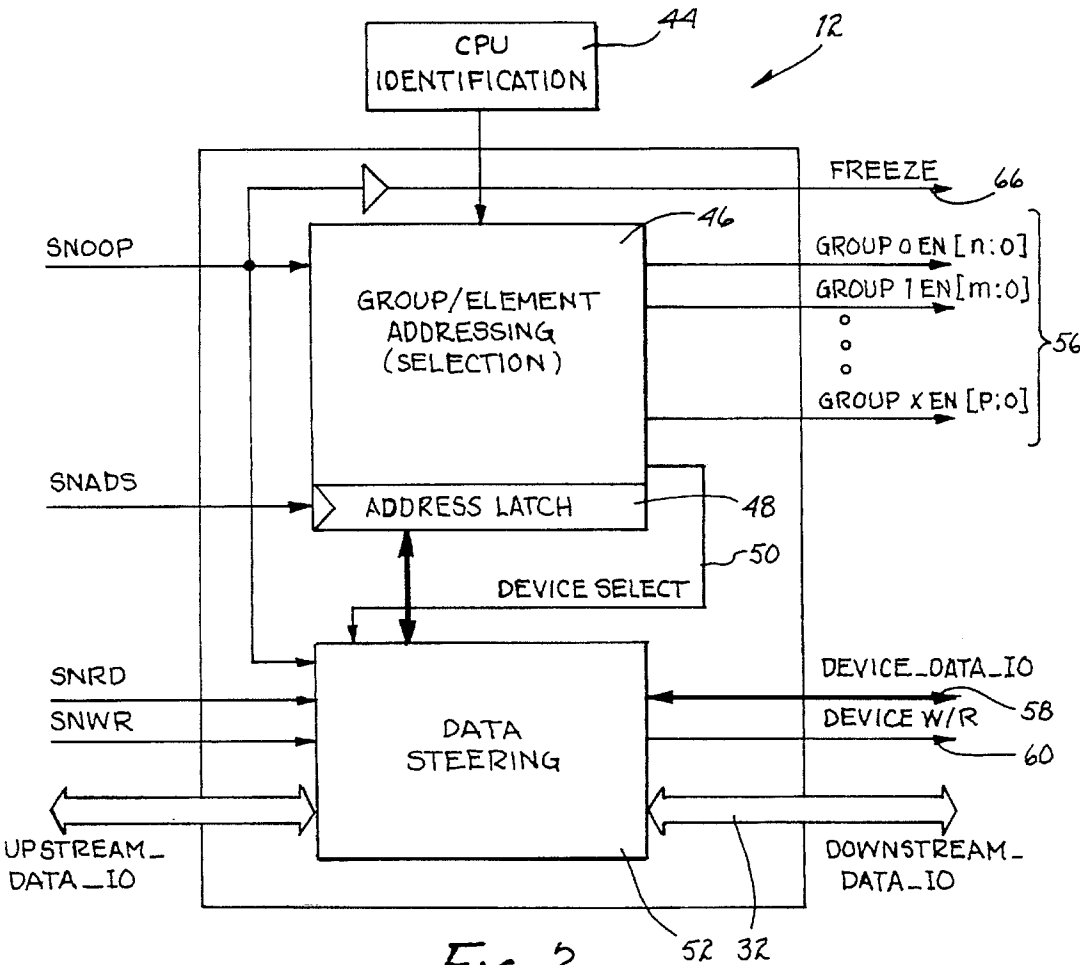 44
12
CPU
IDENTIFICATION
FREEZE
66
46
SNOOP
GROUP 0 EN [n:0]
GROUP 1 EN [m:0]
GROUP/ELEMENT
ADDRESSING
(SELECTION)
56
GROUP X EN [P:0]
SNADS
ADDRESS LATCH
48
50
DEVICE SELECT
SNRD
DEVICE_DATA_IO
58
SNWR
DEVICE W/R
DATA
STEERING
60
UPSTREAM_
DATA_IO
DOWNSTREAM_
DATA_IO
52
32